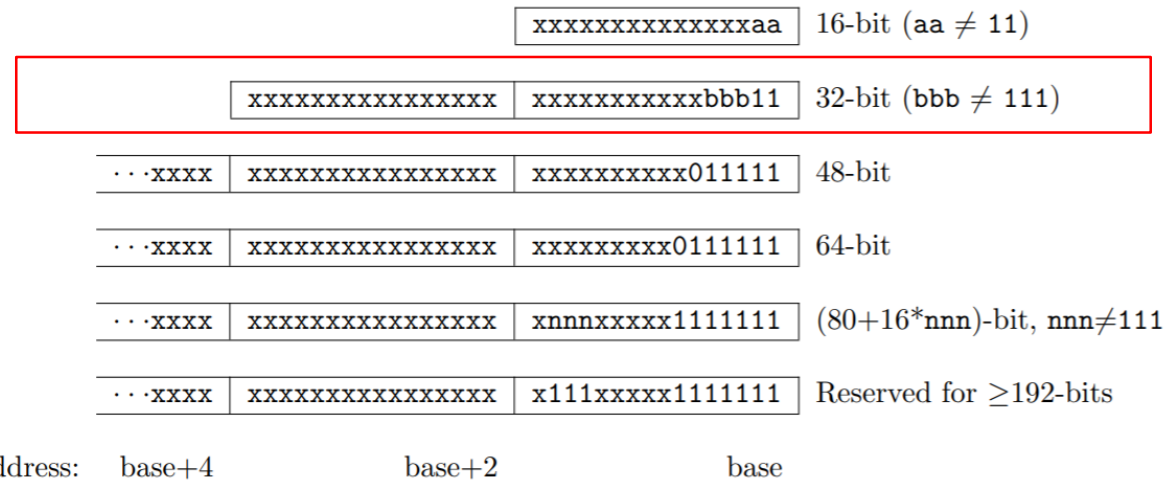 xxxxxxxxxxxxxxaa 16-bit (aa ≠ 11)
xxxxxxxxxxxxxxxx xxxxxxxxxxxbbb11 32-bit (bbb ≠ 111)
···xxxx xxxxxxxxxxxxxxxx xxxxxxxxxx011111 48-bit
···xxxx xxxxxxxxxxxxxxxx xxxxxxxxx0111111 64-bit
···xxxx xxxxxxxxxxxxxxxx xnnnxxxxx1111111 (80+16*nnn)-bit, nnn≠111
···xxxx xxxxxxxxxxxxxxxx x111xxxxx1111111 Reserved for ≥192-bits
ddress: base+4 base+2 base